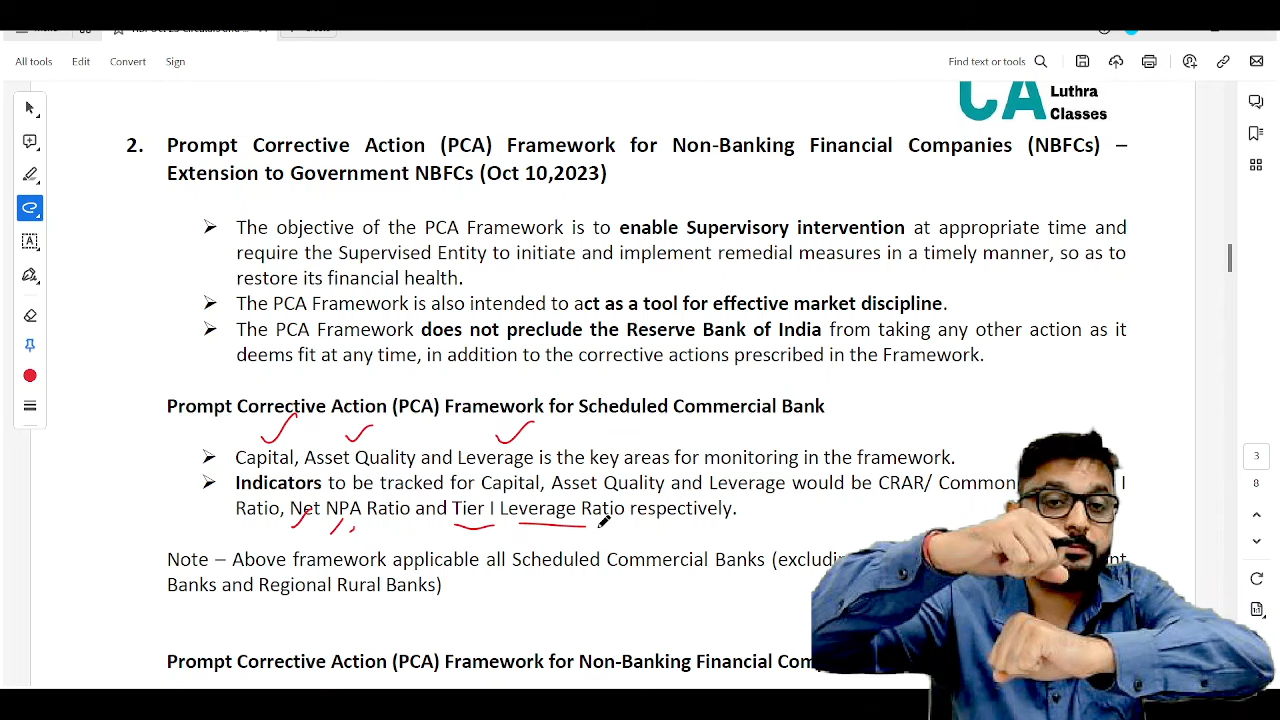 All tools Edit Convert Sign Find text or tools
CA Luthra Classes
2. Prompt Corrective Action (PCA) Framework for Non-Banking Financial Companies (NBFCs) –
Extension to Government NBFCs (Oct 10,2023)
➢ The objective of the PCA Framework is to enable Supervisory intervention at appropriate time and
require the Supervised Entity to initiate and implement remedial measures in a timely manner, so as to
restore its financial health.
➢ The PCA Framework is also intended to act as a tool for effective market discipline.
➢ The PCA Framework does not preclude the Reserve Bank of India from taking any other action as it
deems fit at any time, in addition to the corrective actions prescribed in the Framework.
Prompt Corrective Action (PCA) Framework for Scheduled Commercial Bank
➢ Capital, Asset Quality and Leverage is the key areas for monitoring in the framework.
➢ Indicators to be tracked for Capital, Asset Quality and Leverage would be CRAR/ Common I
Ratio, Net NPA Ratio and Tier I Leverage Ratio respectively.
Note – Above framework applicable all Scheduled Commercial Banks
Banks and Regional Rural Banks)
Prompt Corrective Action (PCA) Framework for Non-Banking Financial
3
8